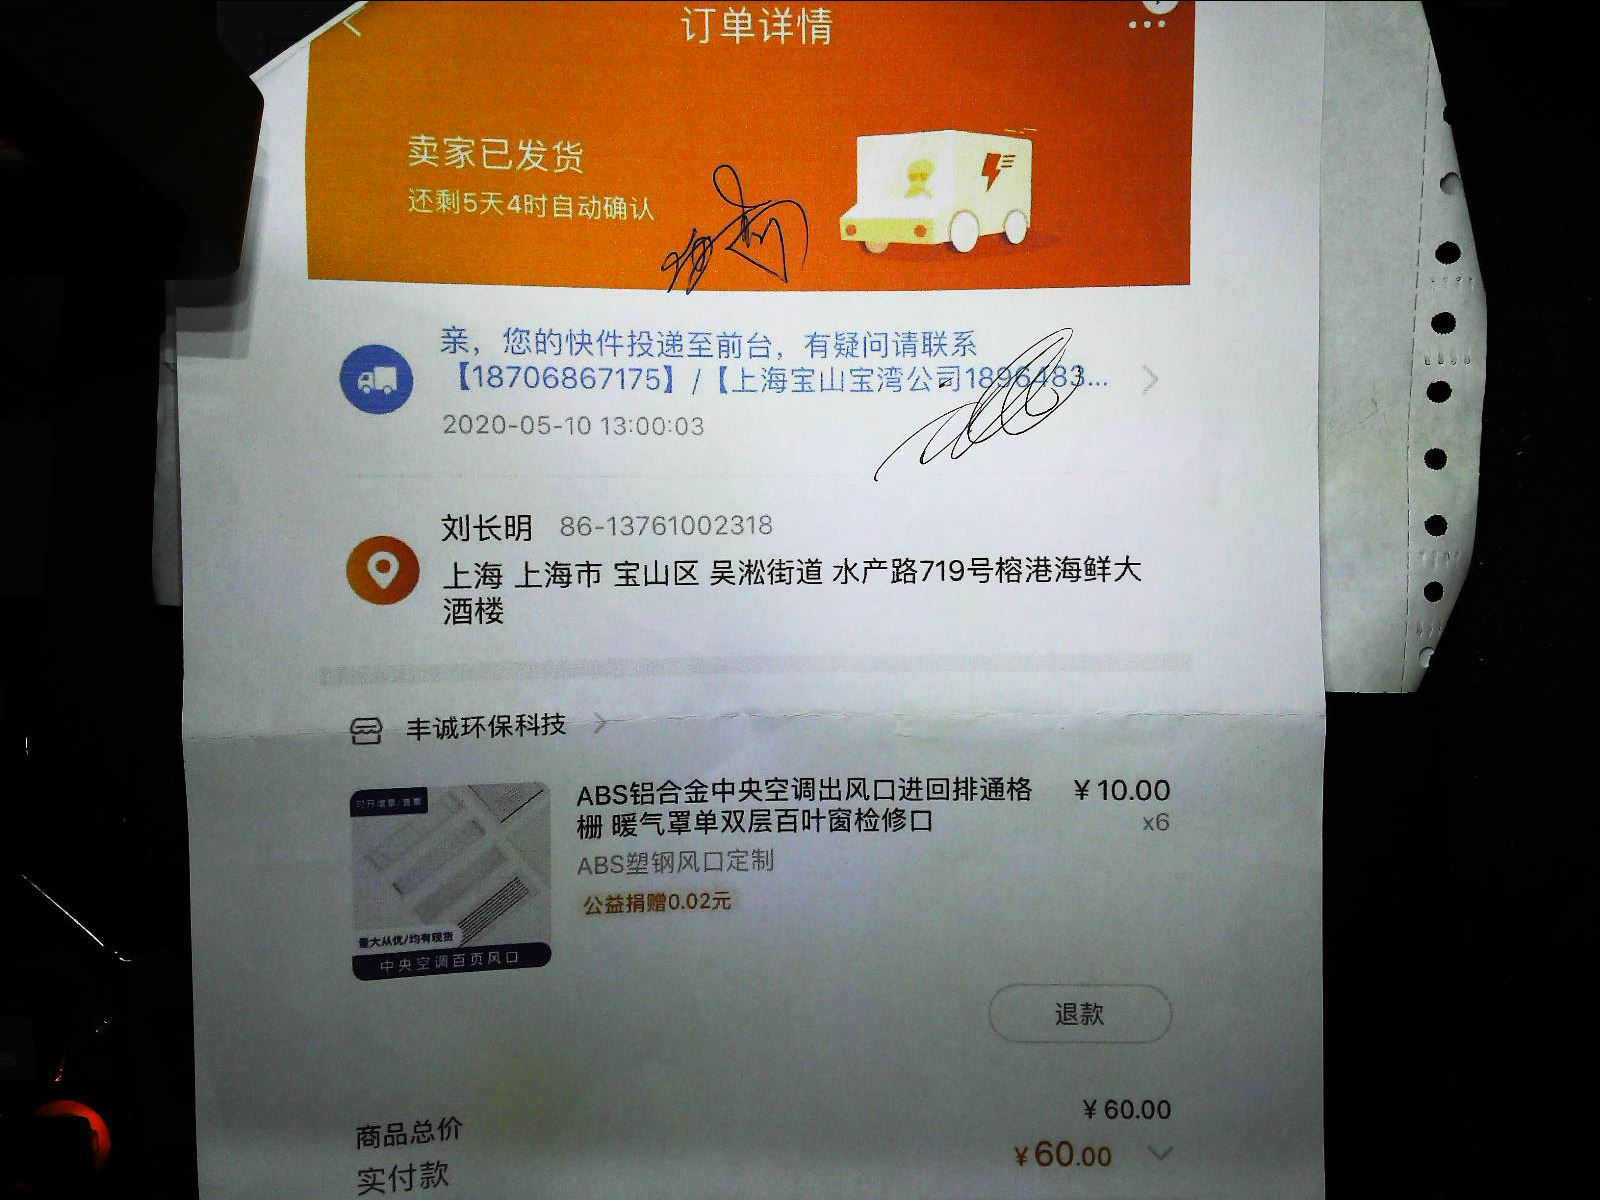 订单详情
卖家已发货
还剩5天4时自动确认
亲，您的快件投递至前台，有疑问请联系
【18706867175】/【上海宝山宝湾公司1896483...
2020-05-10 13:00:03
刘长明 86-13761002318
上海 上海市 宝山区 吴淞街道 水产路719号榕港海鲜大
酒楼
丰诚环保科技
可开增票/普票
ABS铝合金中央空调出风口进回排通格 ￥10.00
栅 暖气罩单双层百叶窗检修口 x6
ABS塑钢风口定制
公益捐赠0.02元
量大从优/均有现货
中央空调百页风口
退款
商品总价 ￥60.00
实付款 ￥60.00